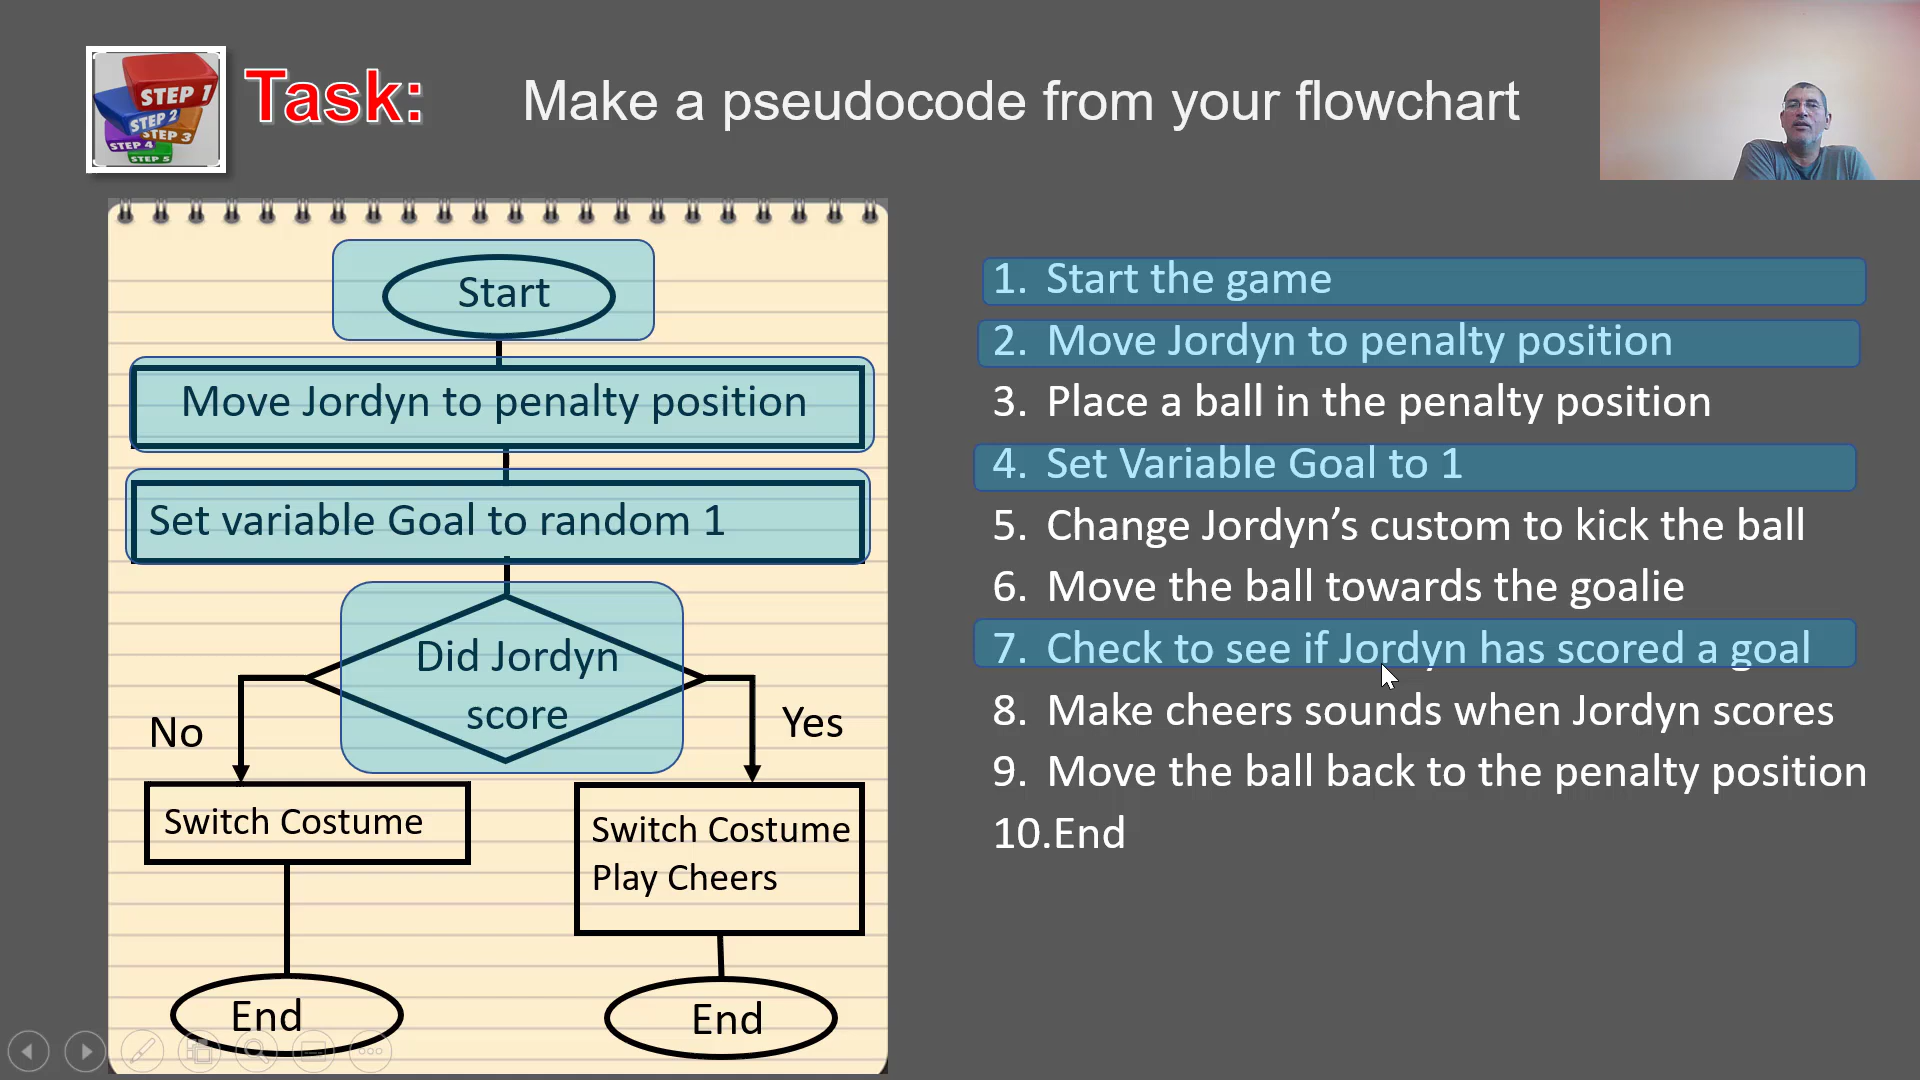 STEP 1
STEP 2
STEP 3
STEP 4
STEP 5
Task:
Make a pseudocode from your flowchart
Start
Move Jordyn to penalty position
Set variable Goal to random 1
Did Jordyn
score
No
Yes
Switch Costume
Switch Costume
Play Cheers
End
End
1. Start the game
2. Move Jordyn to penalty position
3. Place a ball in the penalty position
4. Set Variable Goal to 1
5. Change Jordyn’s custom to kick the ball
6. Move the ball towards the goalie
7. Check to see if Jordyn has scored a goal
8. Make cheers sounds when Jordyn scores
9. Move the ball back to the penalty position
10.End